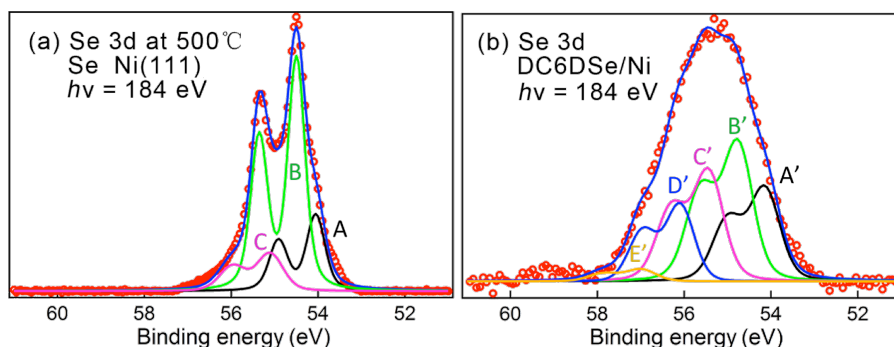 (a) Se 3d at 500℃
Se Ni(111)
hν = 184 eV
B
C
A
60 58 56 54 52
Binding energy (eV)
(b) Se 3d
DC6DSe/Ni
hν = 184 eV
B’
C’
A’
D’
E’
60 58 56 54 52
Binding energy (eV)